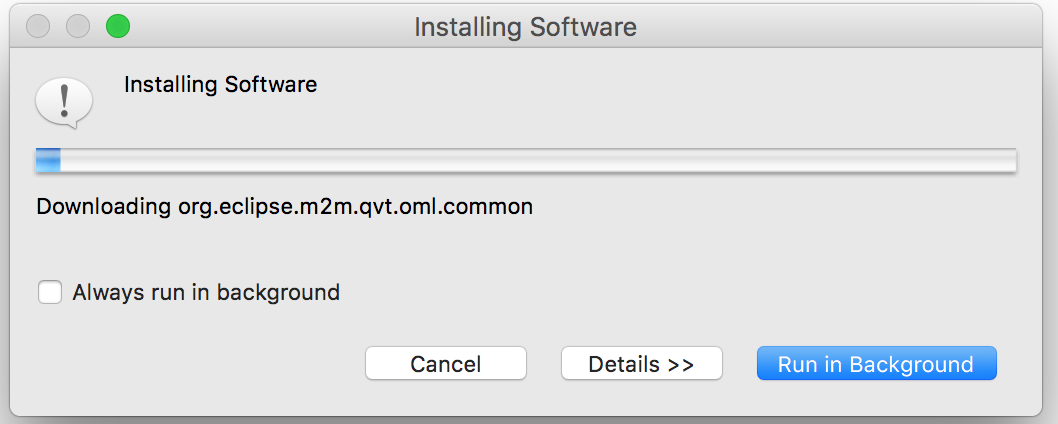 Installing Software
Installing Software
Downloading org.eclipse.m2m.qvt.oml.common
Always run in background
Cancel
Details >>
Run in Background